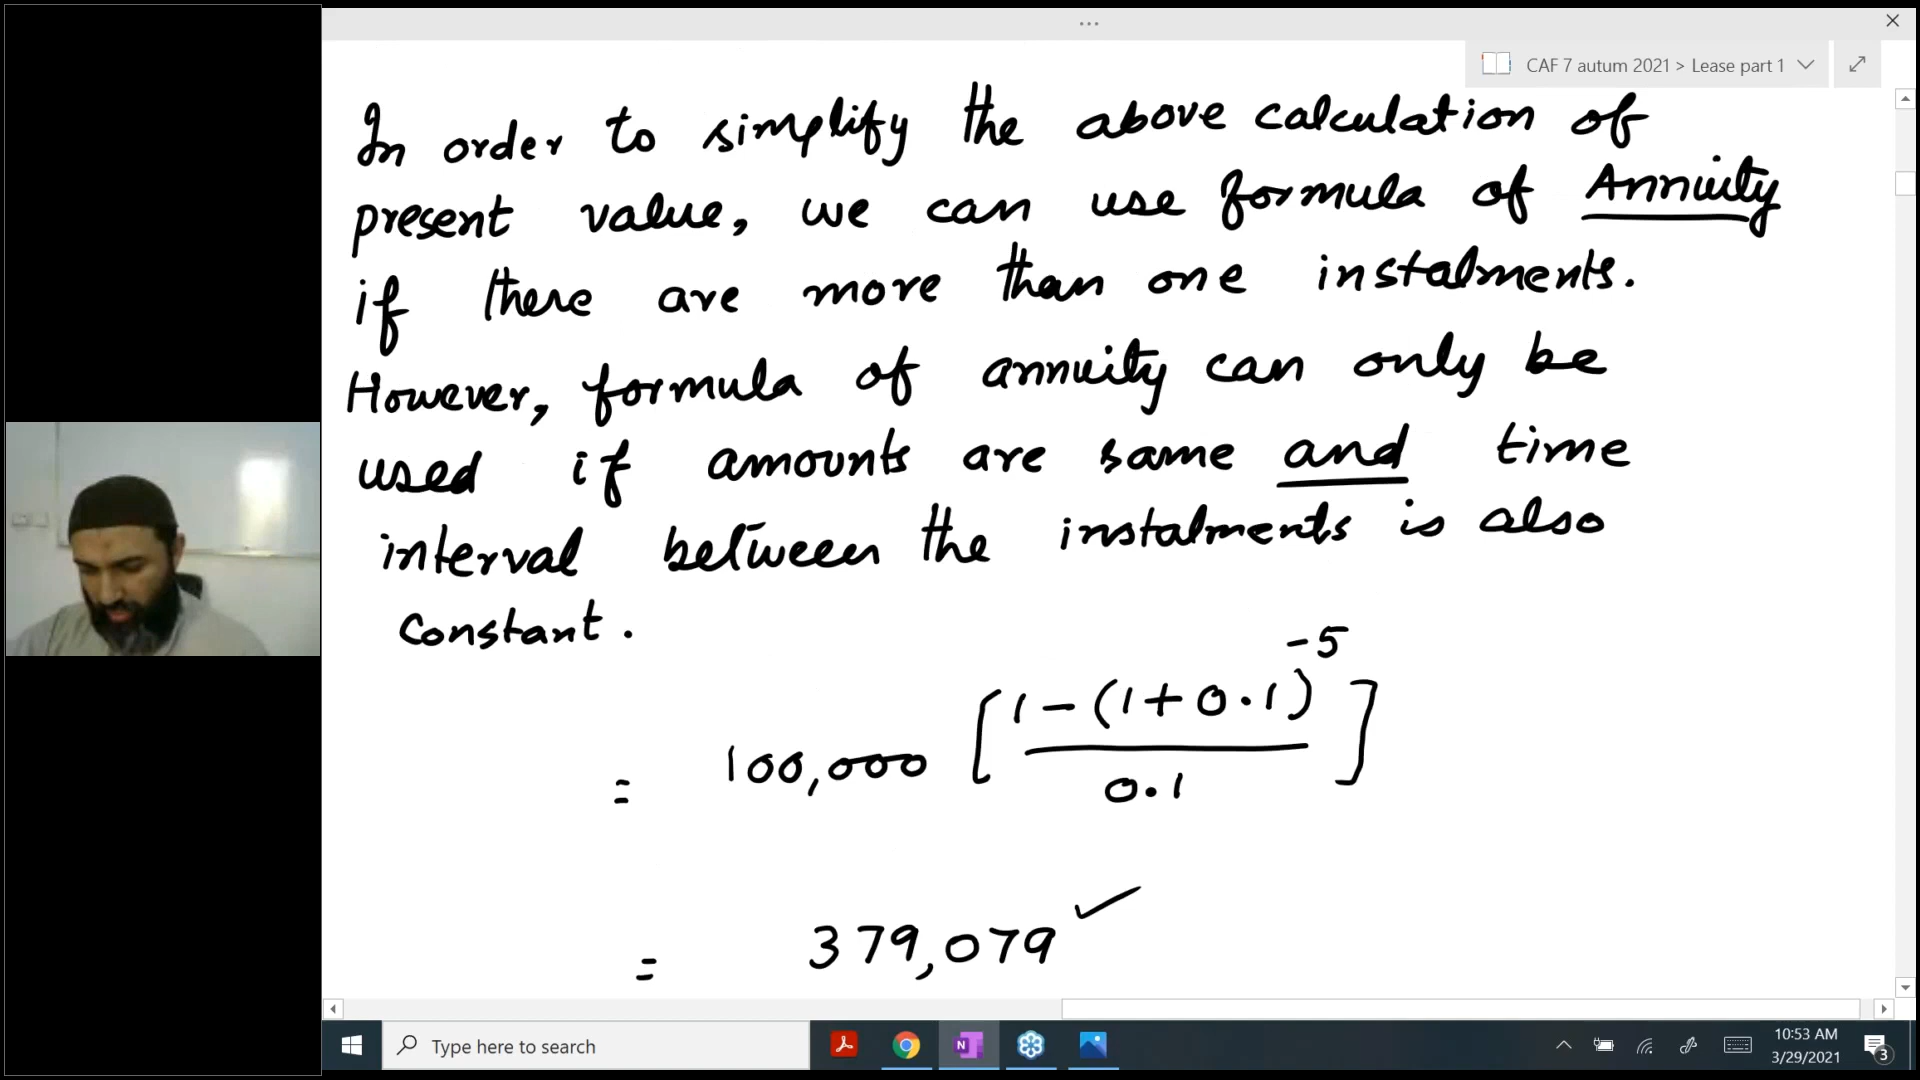 CAF 7 autum 2021 > Lease part 1
In order to simplify the above calculation of
present value, we can use formula of Annuity
if there are more than one instalments.
However, formula of annuity can only be
used if amounts are same and time
interval between the instalments is also
constant.
= 100,000 [1-(1+0.1)^-5 / 0.1]
= 379,079 ✓
Type here to search
10:53 AM
3/29/2021
3